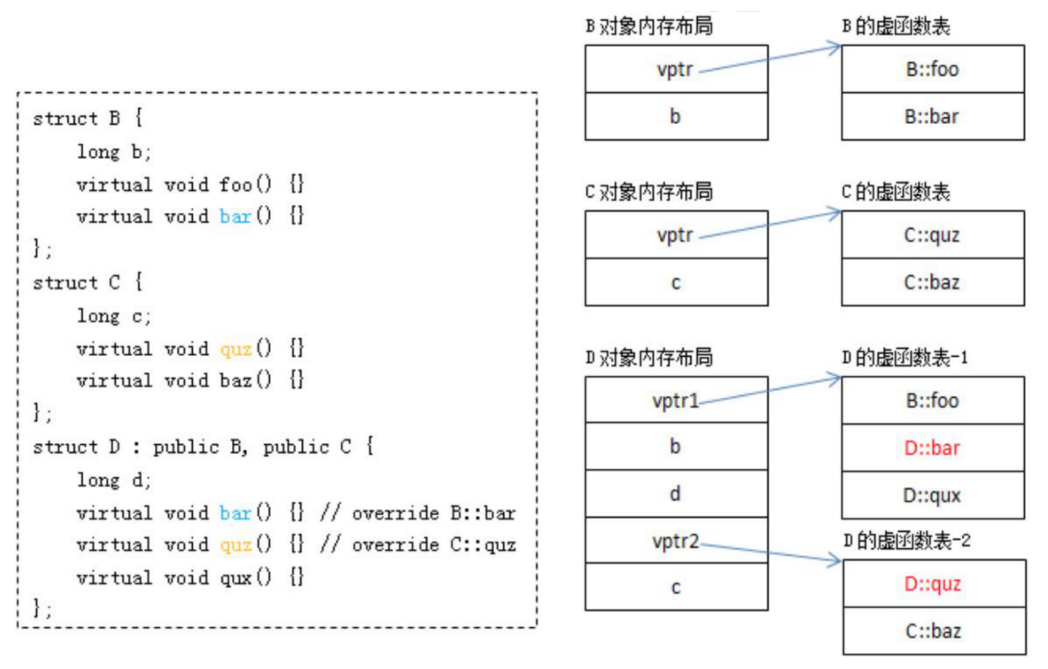 struct B {
long b;
virtual void foo() {}
virtual void bar() {}
};
struct C {
long c;
virtual void quz() {}
virtual void baz() {}
};
struct D : public B, public C {
long d;
virtual void bar() {} // override B::bar
virtual void quz() {} // override C::quz
virtual void qux() {}
};
B 对象内存布局
vptr
b
B 的虚函数表
B::foo
B::bar
C 对象内存布局
vptr
c
C 的虚函数表
C::quz
C::baz
D 对象内存布局
vptr1
b
d
vptr2
c
D 的虚函数表-1
B::foo
D::bar
D::qux
D 的虚函数表-2
D::quz
C::baz